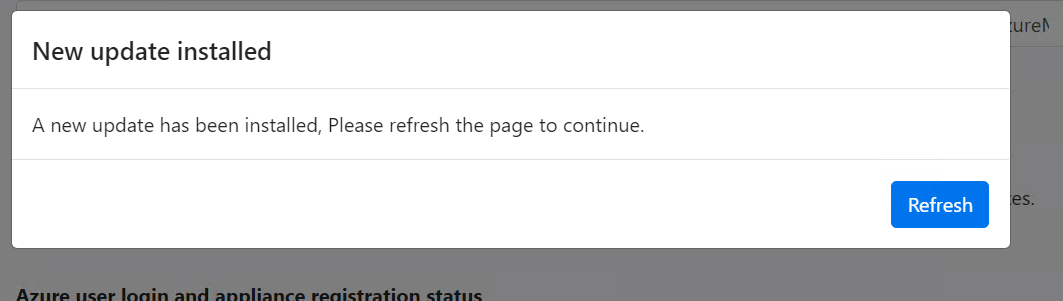 New update installed
A new update has been installed, Please refresh the page to continue.
Refresh
Azure user login and appliance registration status